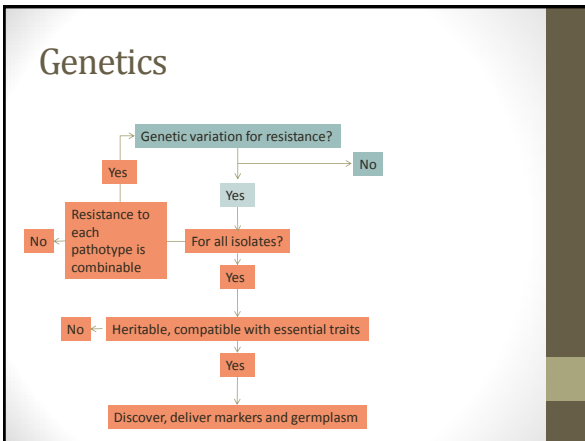 Genetics
Genetic variation for resistance?
No
Yes
Yes
Resistance to
each
pathotype is
combinable
No
For all isolates?
Yes
No
Heritable, compatible with essential traits
Yes
Discover, deliver markers and germplasm